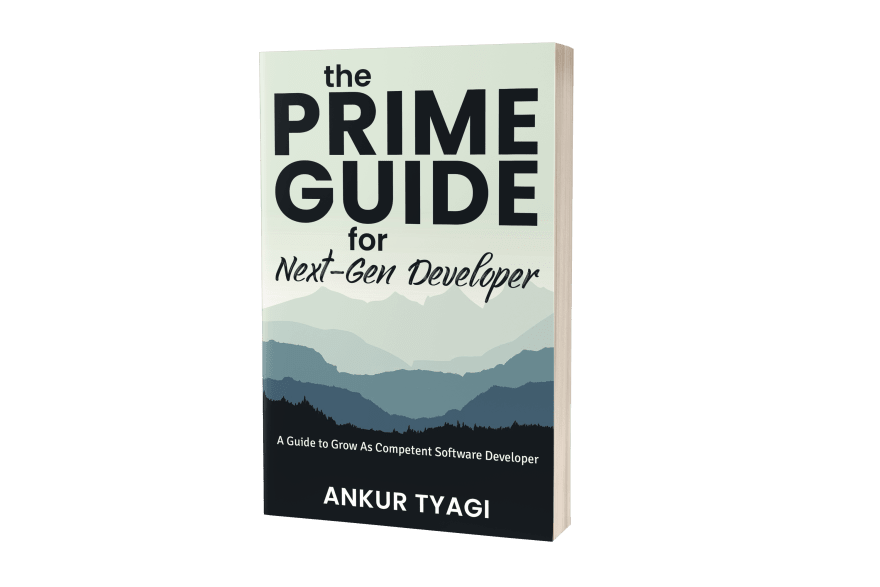 the
PRIME
GUIDE
for
Next-Gen Developer
A Guide to Grow As Competent Software Developer
ANKUR TYAGI